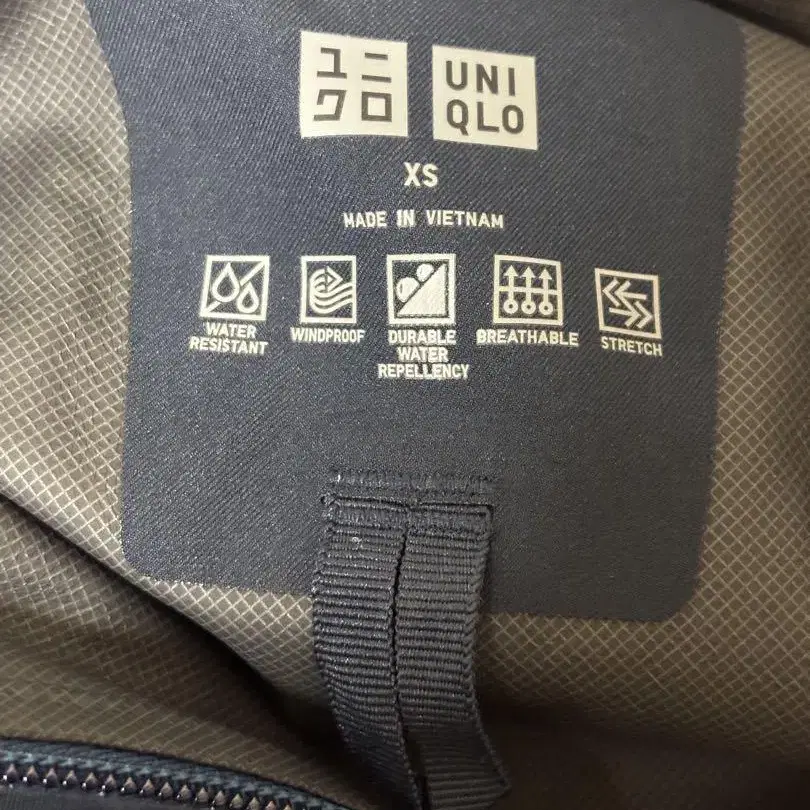 ユニ
クロ
UNI
QLO
XS
MADE IN VIETNAM
WATER
RESISTANT
WINDPROOF
DURABLE
WATER
REPELLENCY
BREATHABLE
STRETCH